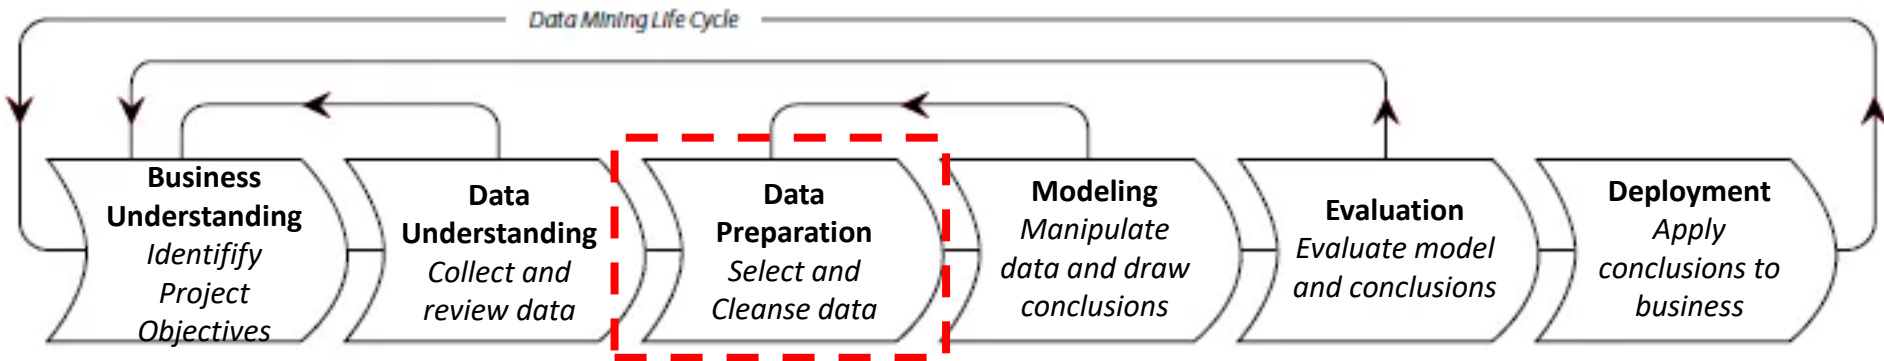 Data Mining Life Cycle
Business
Understanding
Identifify
Project
Objectives
Data
Understanding
Collect and
review data
Data
Preparation
Select and
Cleanse data
Modeling
Manipulate
data and draw
conclusions
Evaluation
Evaluate model
and conclusions
Deployment
Apply
conclusions to
business